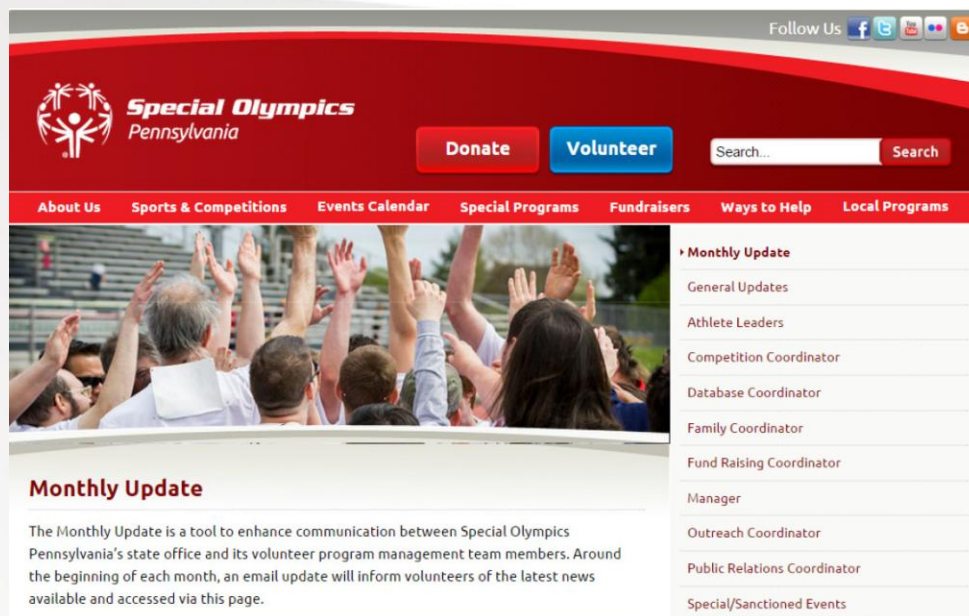 Follow Us
Special Olympics
Pennsylvania
Donate
Volunteer
Search...
Search
About Us
Sports & Competitions
Events Calendar
Special Programs
Fundraisers
Ways to Help
Local Programs
Monthly Update
General Updates
Athlete Leaders
Competition Coordinator
Database Coordinator
Family Coordinator
Fund Raising Coordinator
Manager
Outreach Coordinator
Public Relations Coordinator
Special/Sanctioned Events
Monthly Update
The Monthly Update is a tool to enhance communication between Special Olympics
Pennsylvania's state office and its volunteer program management team members. Around
the beginning of each month, an email update will inform volunteers of the latest news
available and accessed via this page.